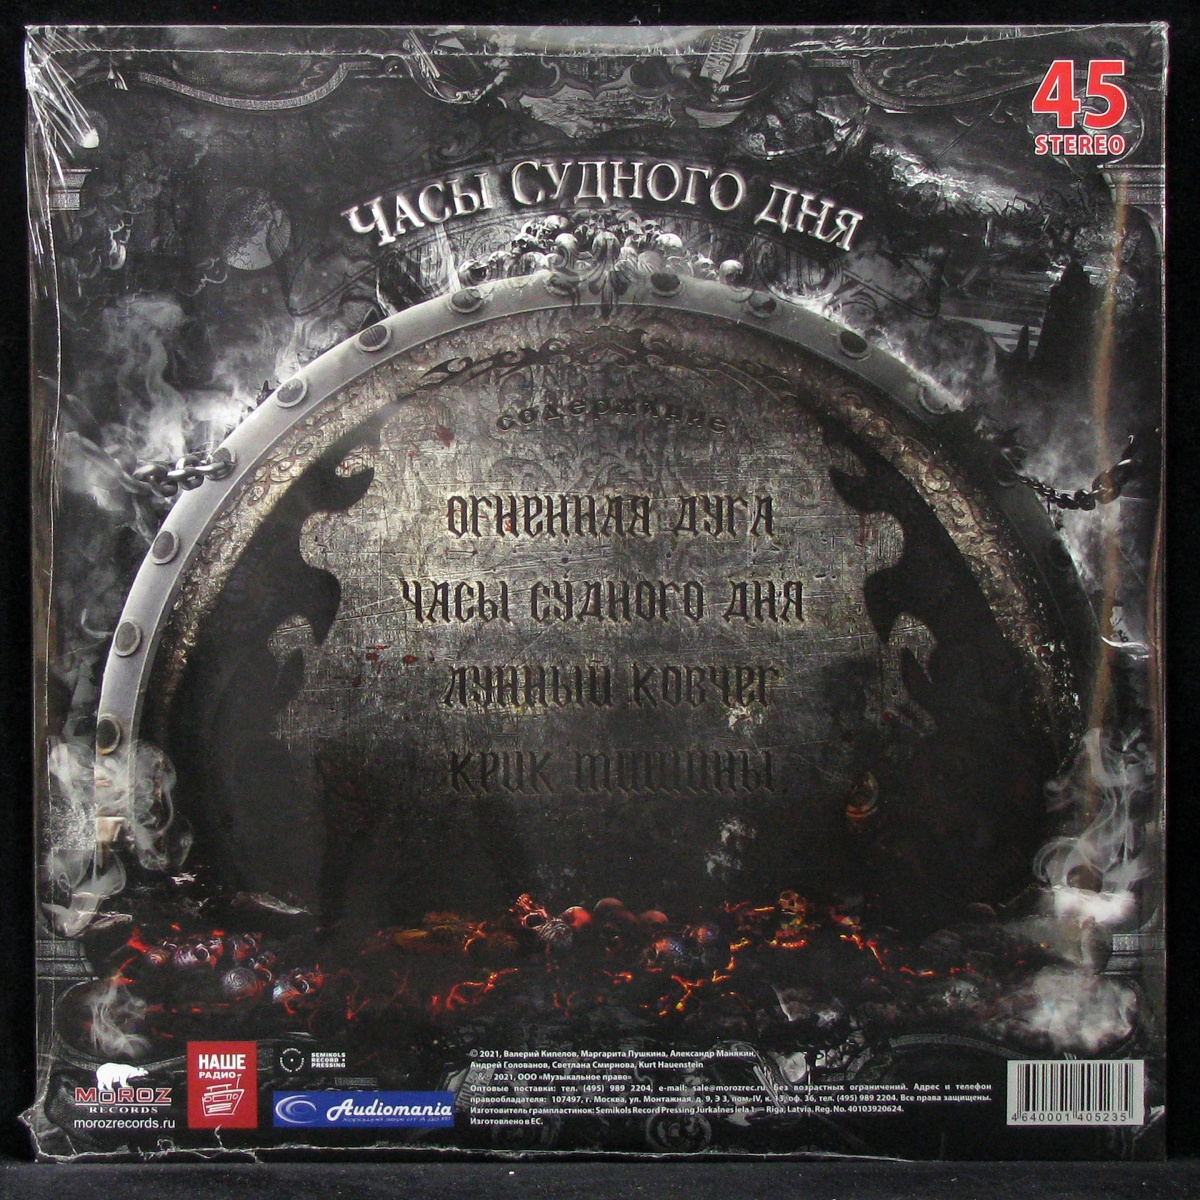 45
STEREO
ЧАСЫ СУДНОГО ДНЯ
содержание
ОГНЕННАЯ ДУГА
ЧАСЫ СУДНОГО ДНЯ
ЛУННЫЙ КОВЧЕГ
КРИК ТИШИНЫ
MOROZ
RECORDS
morozrecords.ru
НАШЕ
РАДИО
SEMIKOLS
RECORD
PRESSING
Audiomania
© 2021, Валерий Кипелов, Маргарита Пушкина, Александр Манякин,
Андрей Голованов, Светлана Смирнова, Kurt Hauenstein
2021, ООО «Музыкальное право»
Оптовые поставки: тел. (495) 989 2204, e-mail: sale@morozrec.ru Без возрастных ограничений. Адрес и телефон
правообладателя: 107497, г. Москва, ул. Монтажная, д. 9, Э 3, пом. IV, к. 13, оф. 36, тел. (495) 989 2204. Все права защищены.
Изготовитель грампластинок: Semikols Record Pressing Jurkalnes iela 1 — Riga, Latvia. Reg. No. 40103920624.
Изготовлено в ЕС.
4 640001 405235